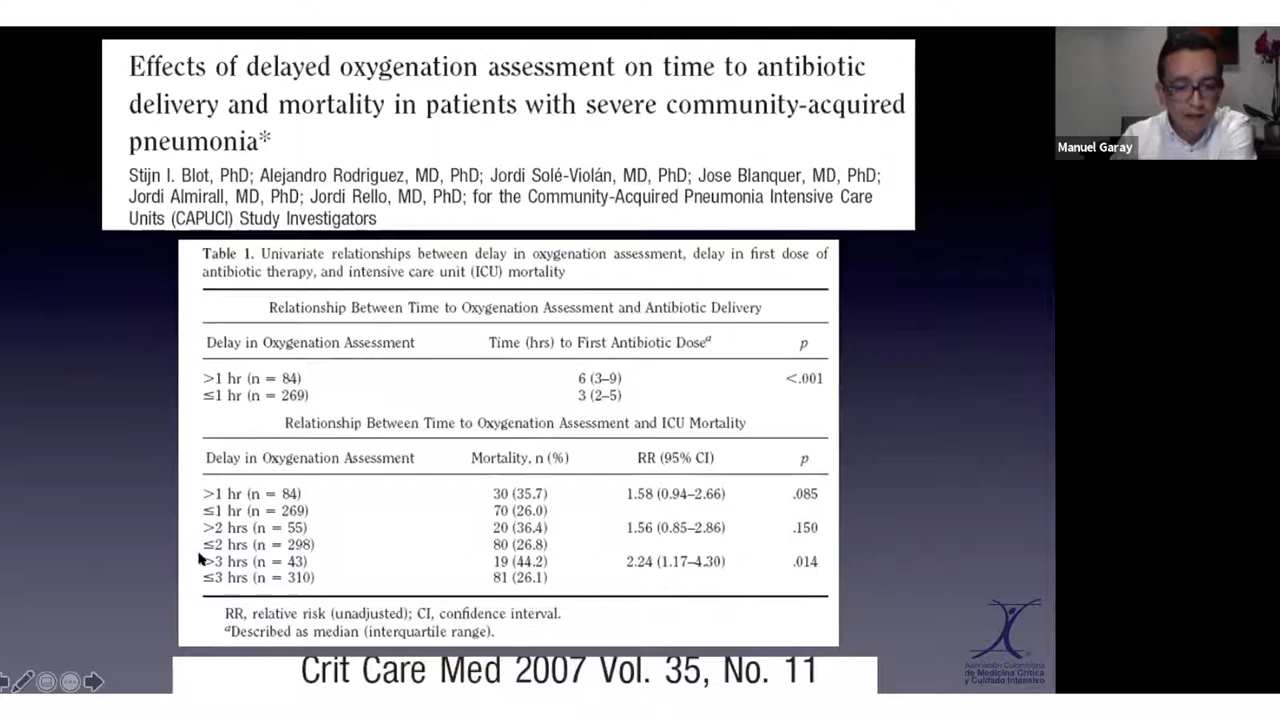 Effects of delayed oxygenation assessment on time to antibiotic
delivery and mortality in patients with severe community-acquired
pneumonia*
Stijn I. Blot, PhD; Alejandro Rodriguez, MD, PhD; Jordi Solé-Violán, MD, PhD; Jose Blanquer, MD, PhD;
Jordi Almirall, MD, PhD; Jordi Rello, MD, PhD; for the Community-Acquired Pneumonia Intensive Care
Units (CAPUCI) Study Investigators
Manuel Garay
Table 1. Univariate relationships between delay in oxygenation assessment, delay in first dose of
antibiotic therapy, and intensive care unit (ICU) mortality
Relationship Between Time to Oxygenation Assessment and Antibiotic Delivery
Delay in Oxygenation Assessment Time (hrs) to First Antibiotic Doseᵃ p
>1 hr (n = 84) 6 (3–9) <.001
≤1 hr (n = 269) 3 (2–5)
Relationship Between Time to Oxygenation Assessment and ICU Mortality
Delay in Oxygenation Assessment Mortality, n (%) RR (95% CI) p
>1 hr (n = 84) 30 (35.7) 1.58 (0.94–2.66) .085
≤1 hr (n = 269) 70 (26.0)
>2 hrs (n = 55) 20 (36.4) 1.56 (0.85–2.86) .150
≤2 hrs (n = 298) 80 (26.8)
>3 hrs (n = 43) 19 (44.2) 2.24 (1.17–4.30) .014
≤3 hrs (n = 310) 81 (26.1)
RR, relative risk (unadjusted); CI, confidence interval.
ᵃDescribed as median (interquartile range).
Crit Care Med 2007 Vol. 35, No. 11
Asociación Colombiana
de Medicina Crítica
y Cuidado Intensivo